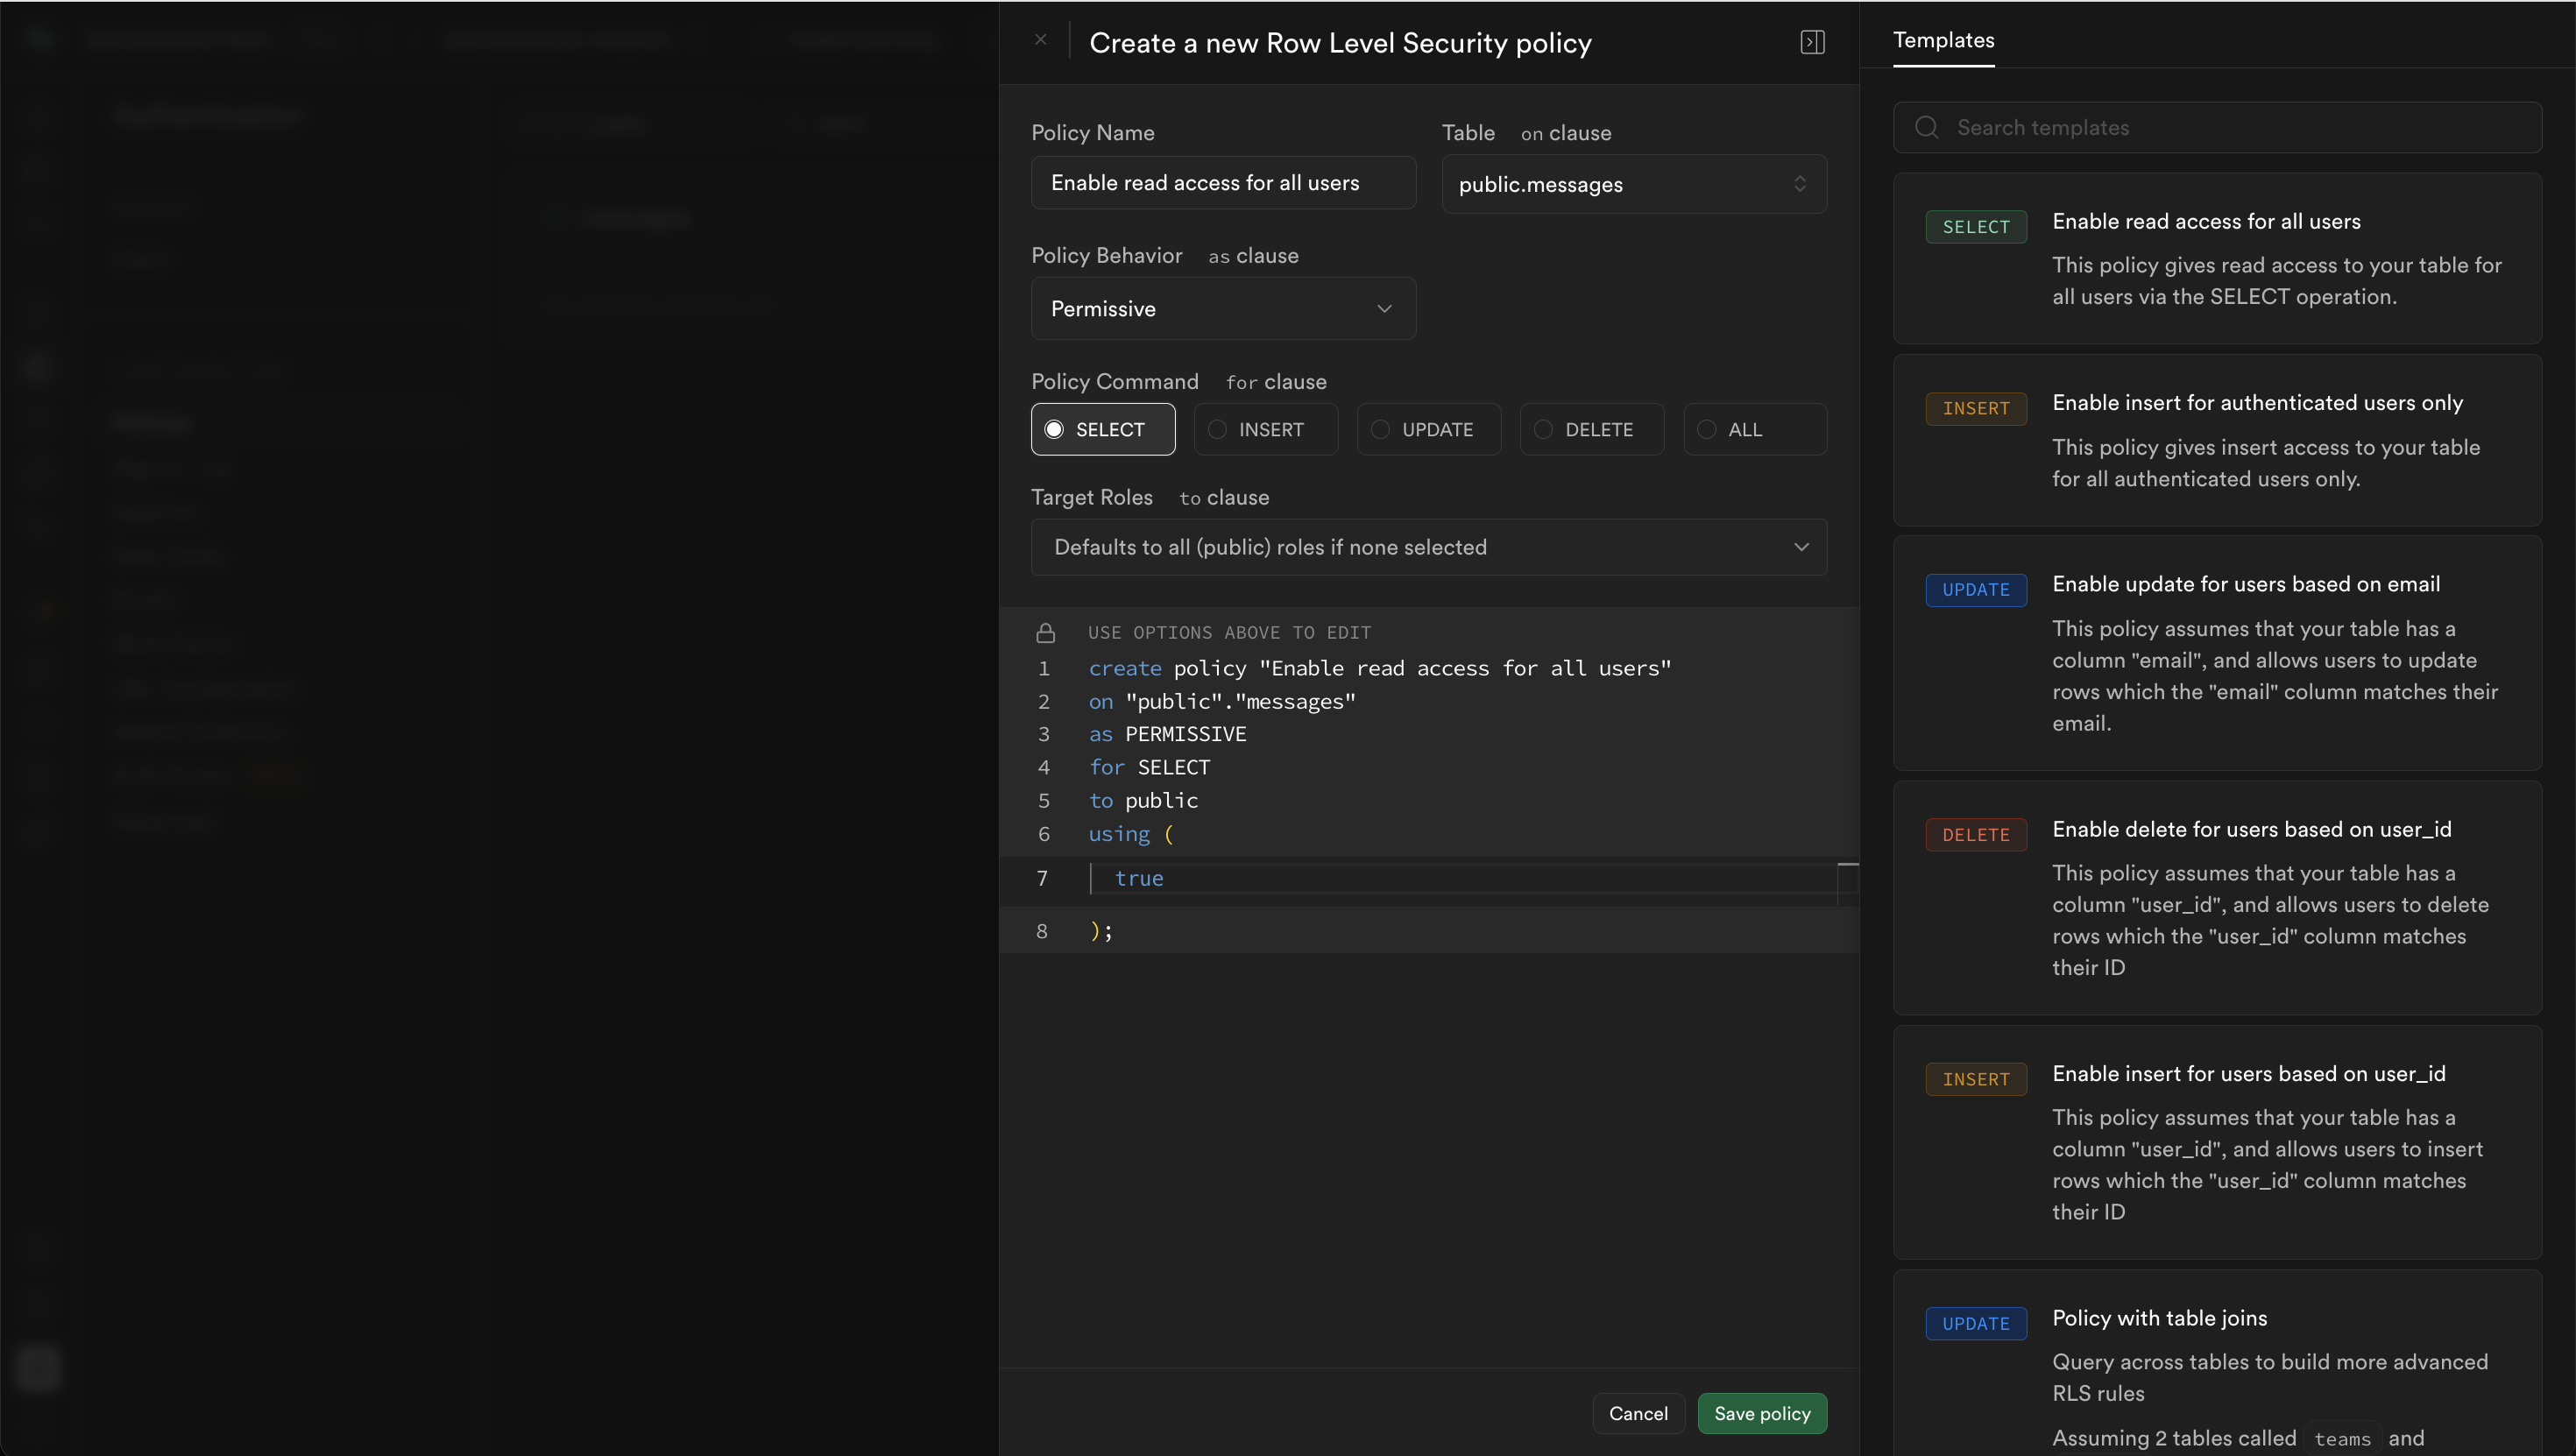 Create a new Row Level Security policy
Policy Name
Enable read access for all users
Table on clause
public.messages
Policy Behavior as clause
Permissive
Policy Command for clause
SELECT
INSERT
UPDATE
DELETE
ALL
Target Roles to clause
Defaults to all (public) roles if none selected
USE OPTIONS ABOVE TO EDIT
1 create policy "Enable read access for all users"
2 on "public"."messages"
3 as PERMISSIVE
4 for SELECT
5 to public
6 using (
7 true
8 );
Cancel
Save policy
Templates
Search templates
SELECT
Enable read access for all users
This policy gives read access to your table for
all users via the SELECT operation.
INSERT
Enable insert for authenticated users only
This policy gives insert access to your table
for all authenticated users only.
UPDATE
Enable update for users based on email
This policy assumes that your table has a
column "email", and allows users to update
rows which the "email" column matches their
email.
DELETE
Enable delete for users based on user_id
This policy assumes that your table has a
column "user_id", and allows users to delete
rows which the "user_id" column matches
their ID
INSERT
Enable insert for users based on user_id
This policy assumes that your table has a
column "user_id", and allows users to insert
rows which the "user_id" column matches
their ID
UPDATE
Policy with table joins
Query across tables to build more advanced
RLS rules
Assuming 2 tables called teams and